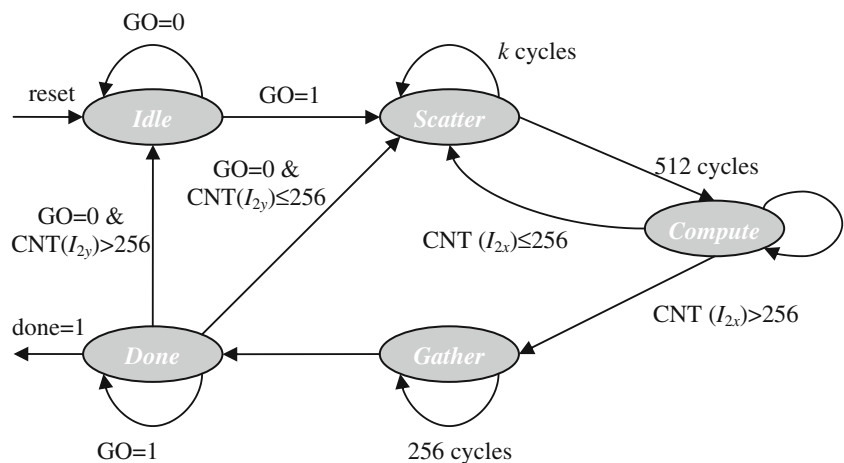 GO=0
k cycles
reset
GO=1
Idle
Scatter
GO=0 &
CNT(I2y)≤256
512 cycles
GO=0 &
CNT(I2y)>256
CNT (I2x)≤256
Compute
CNT (I2x)>256
done=1
Done
Gather
GO=1
256 cycles